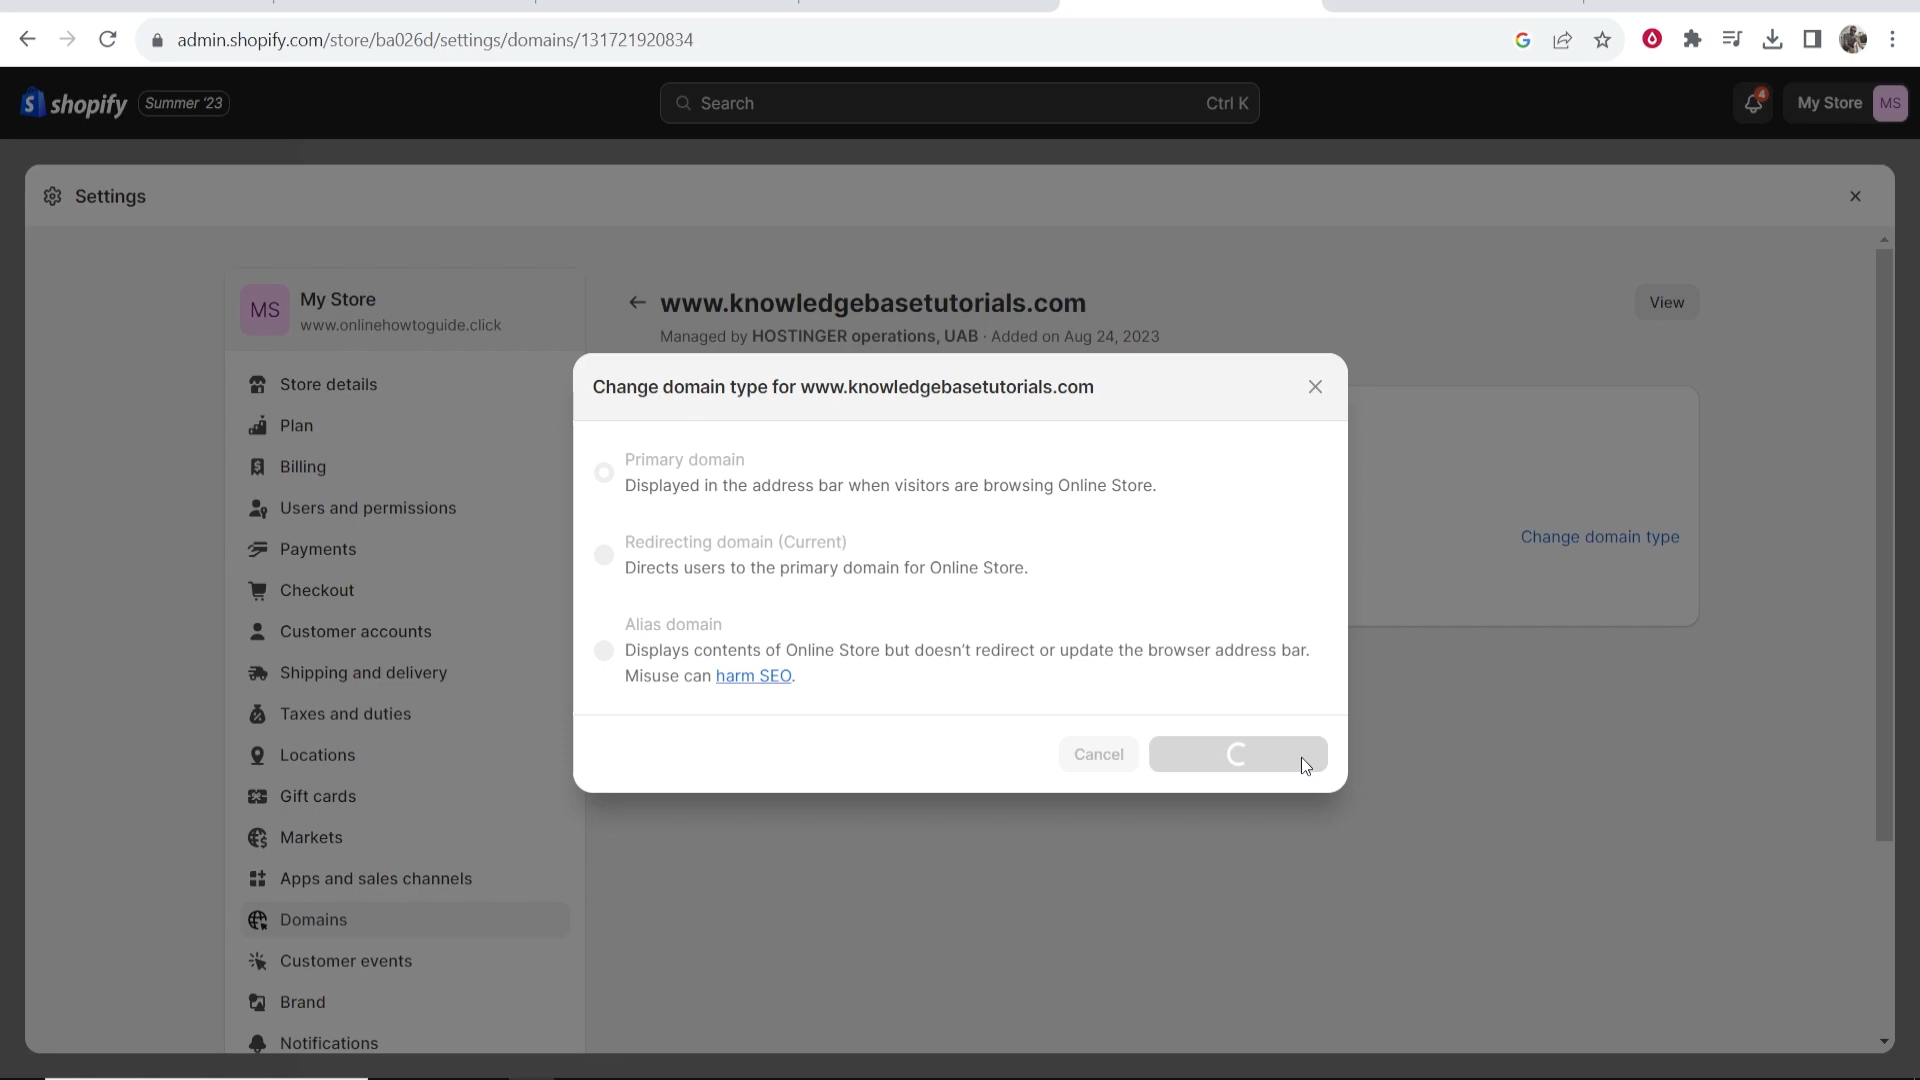 admin.shopify.com/store/ba026d/settings/domains/131721920834
shopify
Summer '23
Search
Ctrl K
4
My Store
MS
Settings
MS
My Store
www.onlinehowtoguide.click
Store details
Plan
Billing
Users and permissions
Payments
Checkout
Customer accounts
Shipping and delivery
Taxes and duties
Locations
Gift cards
Markets
Apps and sales channels
Domains
Customer events
Brand
Notifications
www.knowledgebasetutorials.com
View
Managed by HOSTINGER operations, UAB · Added on Aug 24, 2023
Change domain type
Change domain type for www.knowledgebasetutorials.com
Primary domain
Displayed in the address bar when visitors are browsing Online Store.
Redirecting domain (Current)
Directs users to the primary domain for Online Store.
Alias domain
Displays contents of Online Store but doesn't redirect or update the browser address bar.
Misuse can harm SEO.
Cancel